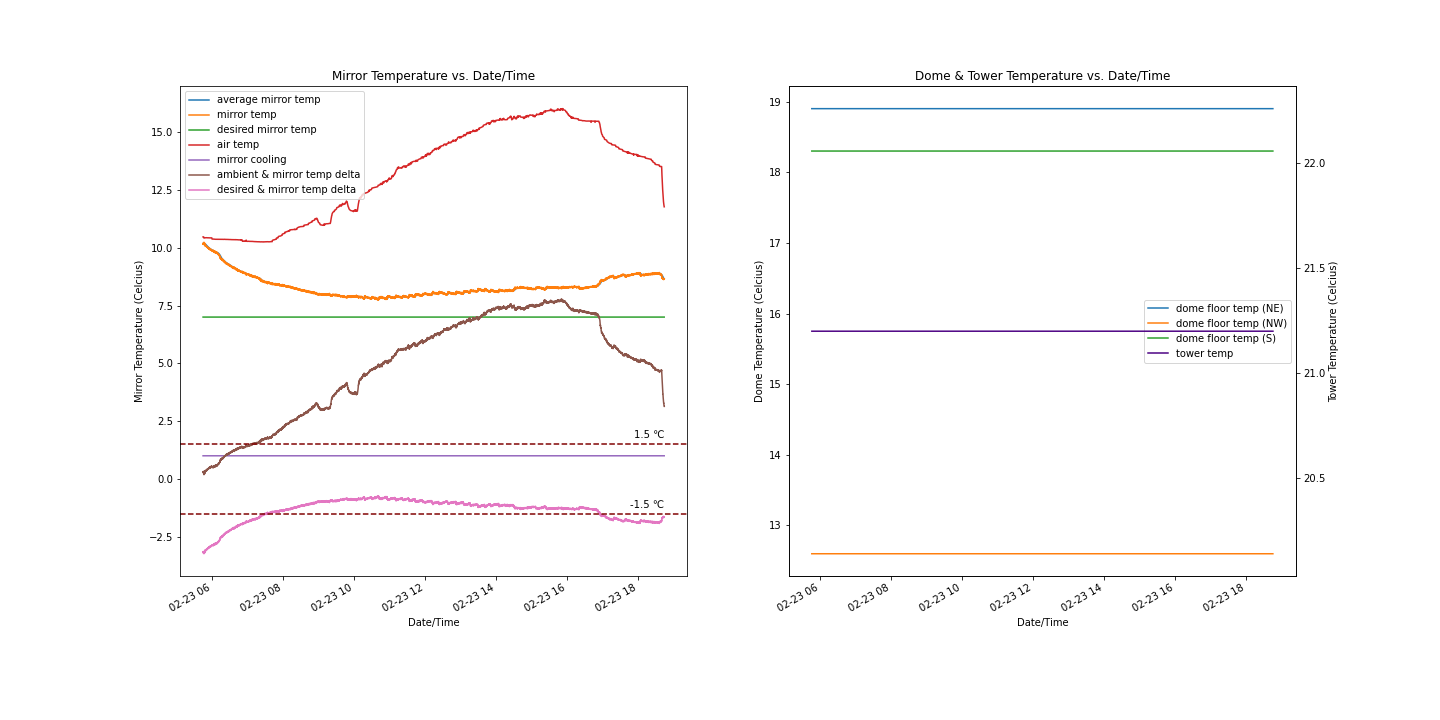 Mirror Temperature vs. Date/Time
average mirror temp
mirror temp
desired mirror temp
air temp
mirror cooling
ambient & mirror temp delta
desired & mirror temp delta
15.0
12.5
10.0
7.5
5.0
2.5
0.0
−2.5
Mirror Temperature (Celcius)
1.5 °C
-1.5 °C
02-23 06
02-23 08
02-23 10
02-23 12
02-23 14
02-23 16
02-23 18
Date/Time
Dome & Tower Temperature vs. Date/Time
19
18
17
16
15
14
13
Dome Temperature (Celcius)
dome floor temp (NE)
dome floor temp (NW)
dome floor temp (S)
tower temp
22.0
21.5
21.0
20.5
Tower Temperature (Celcius)
02-23 06
02-23 08
02-23 10
02-23 12
02-23 14
02-23 16
02-23 18
Date/Time